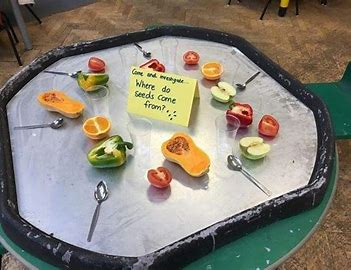 Come and investigate...
Where do
seeds come
from?